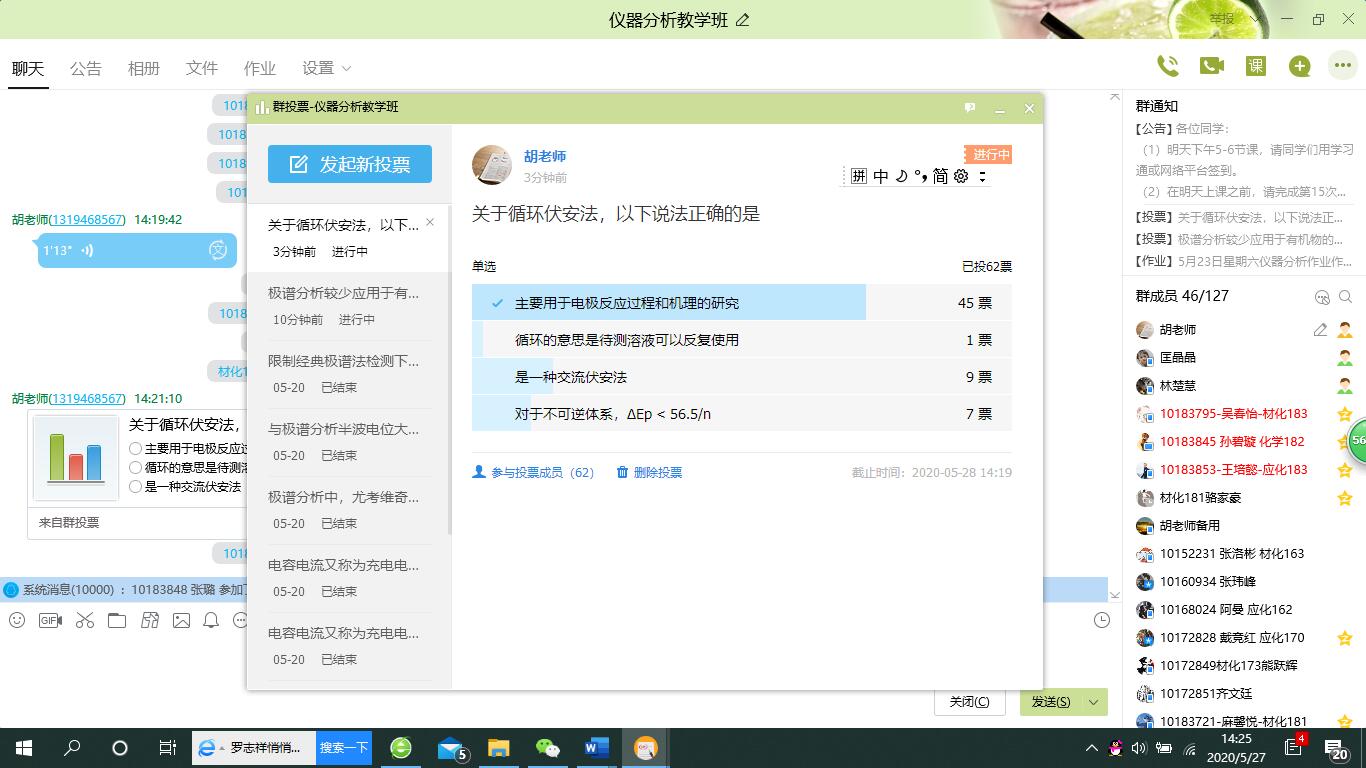 仪器分析教学班
举报
聊天 公告 相册 文件 作业 设置
课
胡老师(1319468567) 14:19:42
1'13"
文
材化1
胡老师(1319468567) 14:21:10
关于循环伏安法，
主要用于电极反应过
循环的意思是待测溶
是一种交流伏安法
来自群投票
系统消息(10000) : 10183848 张璐 参加了
GIF
关闭(C)
发送(S)
群投票-仪器分析教学班
发起新投票
关于循环伏安法，以下...
3分钟前 进行中
极谱分析较少应用于有...
10分钟前 进行中
限制经典极谱法检测下...
05-20 已结束
与极谱分析半波电位大...
05-20 已结束
极谱分析中，尤考维奇...
05-20 已结束
电容电流又称为充电电...
05-20 已结束
电容电流又称为充电电...
05-20 已结束
胡老师
3分钟前
进行中
拼 中 简
关于循环伏安法，以下说法正确的是
单选 已投62票
主要用于电极反应过程和机理的研究 45 票
循环的意思是待测溶液可以反复使用 1 票
是一种交流伏安法 9 票
对于不可逆体系，ΔEp < 56.5/n 7 票
参与投票成员（62） 删除投票 截止时间：2020-05-28 14:19
群通知
【公告】各位同学：
（1）明天下午5-6节课，请同学们用学习
通或网络平台签到。
（2）在明天上课之前，请完成第15次...
【投票】关于循环伏安法，以下说法正...
【投票】极谱分析较少应用于有机物的...
【作业】5月23日星期六仪器分析作业作...
群成员 46/127
胡老师
匡晶晶
林楚慧
10183795-吴春怡-材化183
10183845 孙碧璇 化学182
10183853-王培懿-应化183
材化181骆家豪
胡老师备用
10152231 张洛彬 材化163
10160934 张玮峰
10168024 阿曼 应化162
10172828 戴竞红 应化170
10172849材化173熊跃辉
10172851齐文廷
10183721-麻馨悦-材化181
56
罗志祥悄悄... 搜索一下
5
14:25
2020/5/27
4
20